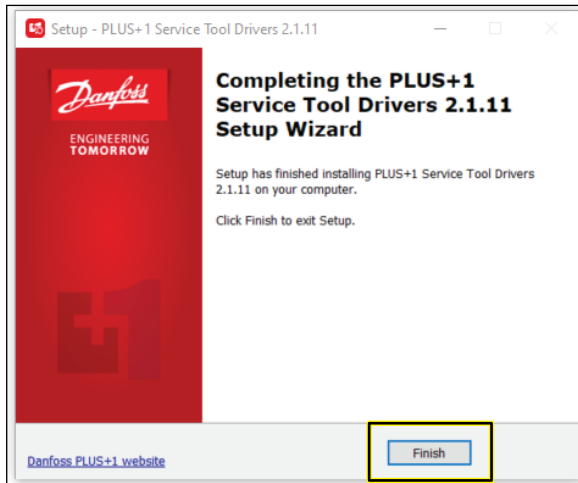 Setup - PLUS+1 Service Tool Drivers 2.1.11
Danfoss
ENGINEERING
TOMORROW
Completing the PLUS+1
Service Tool Drivers 2.1.11
Setup Wizard
Setup has finished installing PLUS+1 Service Tool Drivers
2.1.11 on your computer.
Click Finish to exit Setup.
+1
Danfoss PLUS+1 website
Finish